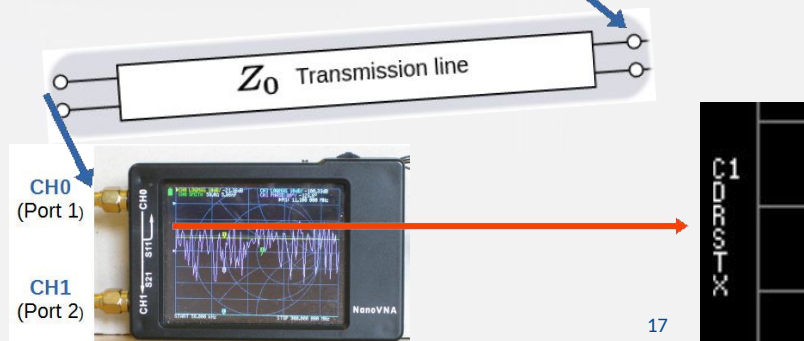 Z₀ Transmission line
CH0
(Port 1)
CH1
(Port 2)
CH0
S11
S21
CH1
NanoVNA
17
C1
D
R
S
T
X